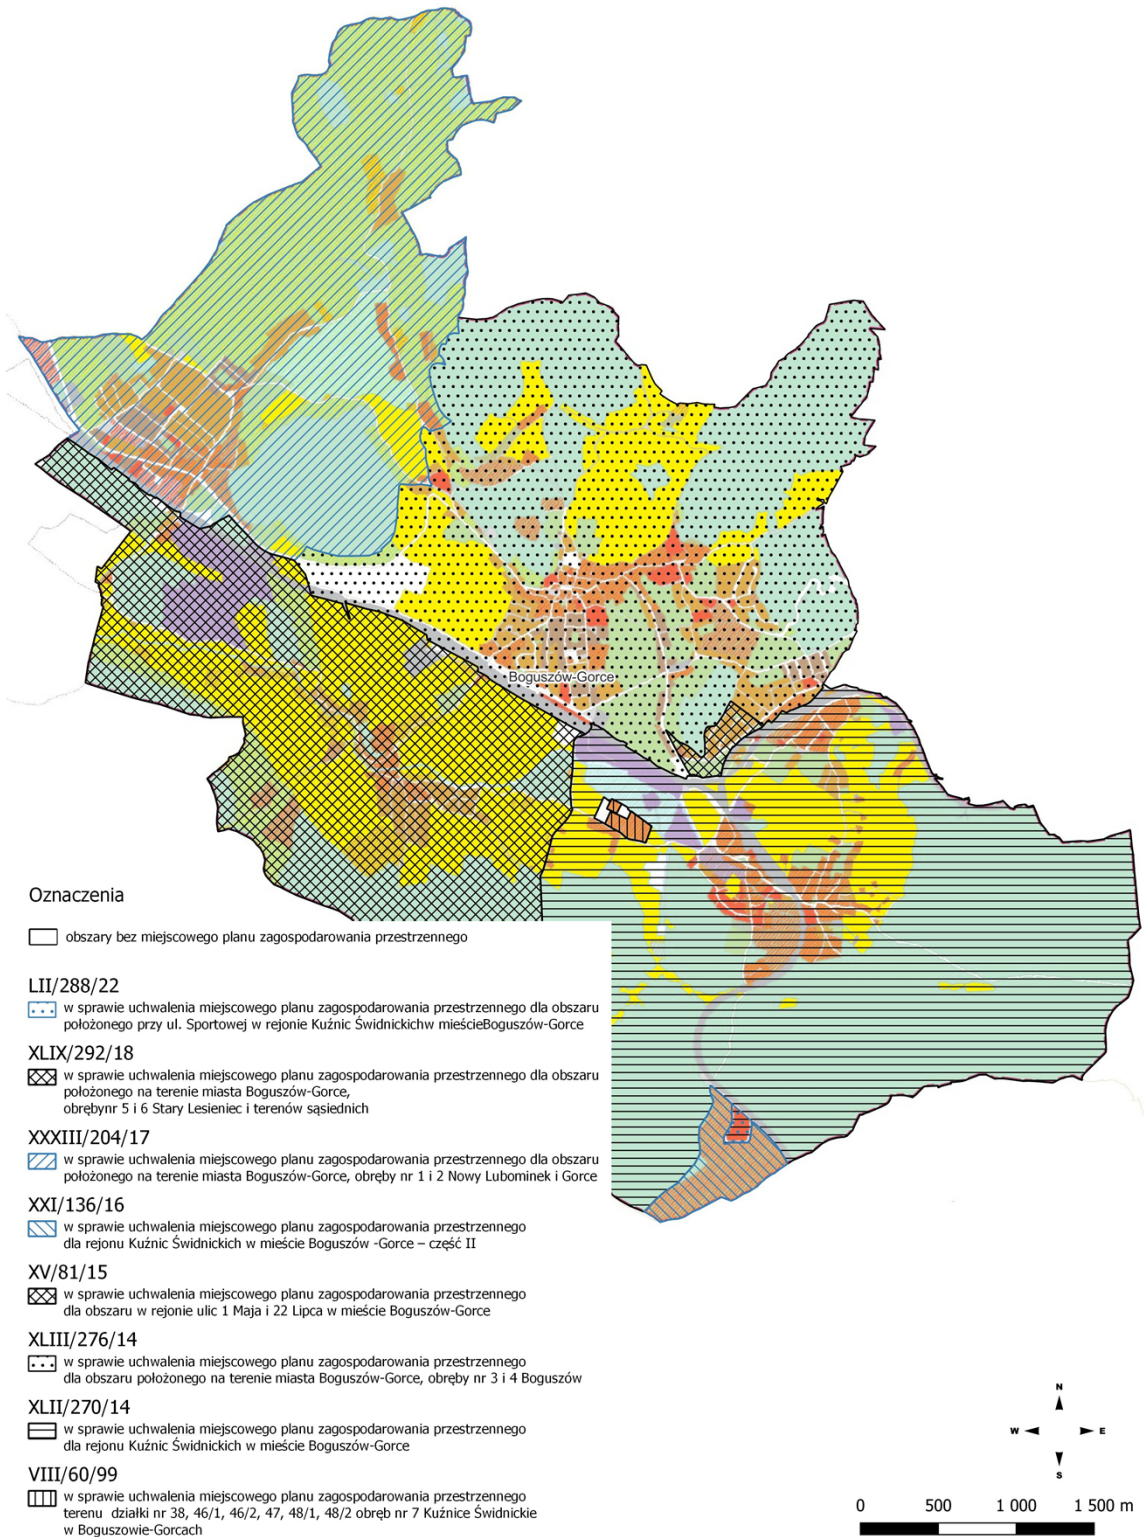 Boguszów-Gorce
Oznaczenia
obszary bez miejscowego planu zagospodarowania przestrzennego
LII/288/22
w sprawie uchwalenia miejscowego planu zagospodarowania przestrzennego dla obszaru
położonego przy ul. Sportowej w rejonie Kuźnic Świdnickichw mieścieBoguszów-Gorce
XLIX/292/18
w sprawie uchwalenia miejscowego planu zagospodarowania przestrzennego dla obszaru
położonego na terenie miasta Boguszów-Gorce,
obrębynr 5 i 6 Stary Lesieniec i terenów sąsiednich
XXXIII/204/17
w sprawie uchwalenia miejscowego planu zagospodarowania przestrzennego dla obszaru
położonego na terenie miasta Boguszów-Gorce, obręby nr 1 i 2 Nowy Lubominek i Gorce
XXI/136/16
w sprawie uchwalenia miejscowego planu zagospodarowania przestrzennego
dla rejonu Kuźnic Świdnickich w mieście Boguszów -Gorce – część II
XV/81/15
w sprawie uchwalenia miejscowego planu zagospodarowania przestrzennego
dla obszaru w rejonie ulic 1 Maja i 22 Lipca w mieście Boguszów-Gorce
XLIII/276/14
w sprawie uchwalenia miejscowego planu zagospodarowania przestrzennego
dla obszaru położonego na terenie miasta Boguszów-Gorce, obręby nr 3 i 4 Boguszów
XLII/270/14
w sprawie uchwalenia miejscowego planu zagospodarowania przestrzennego
dla rejonu Kuźnic Świdnickich w mieście Boguszów-Gorce
VIII/60/99
w sprawie uchwalenia miejscowego planu zagospodarowania przestrzennego
terenu działki nr 38, 46/1, 46/2, 47, 48/1, 48/2 obręb nr 7 Kuźnice Świdnickie
w Boguszowie-Gorcach
N
W E
S
0 500 1 000 1 500 m